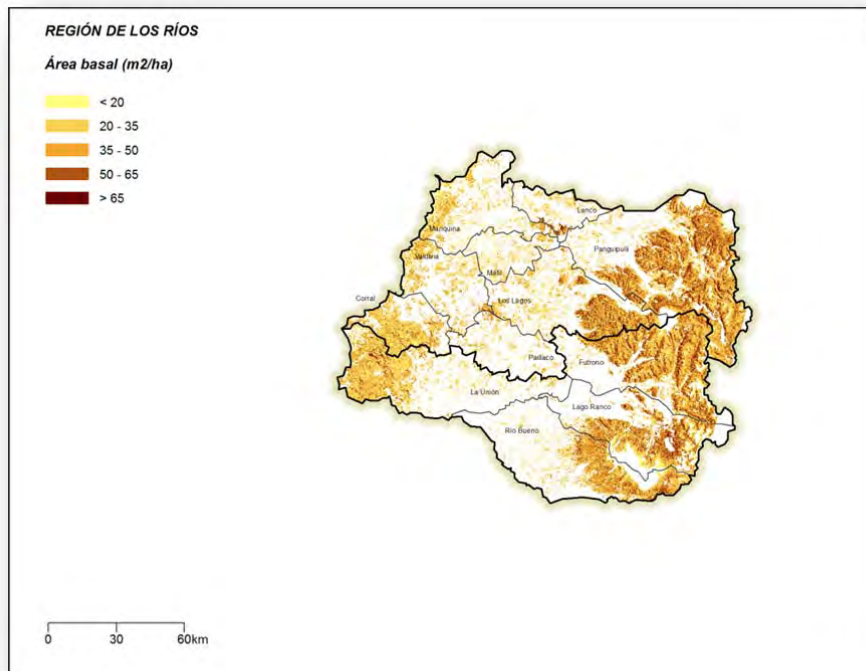 REGIÓN DE LOS RÍOS
Área basal (m2/ha)
< 20
20 - 35
35 - 50
50 - 65
> 65
Lanco
Mariquina
Panguipulli
Valdivia
Máfil
Corral
Los Lagos
Paillaco
Futrono
La Unión
Lago Ranco
Río Bueno
0 30 60km